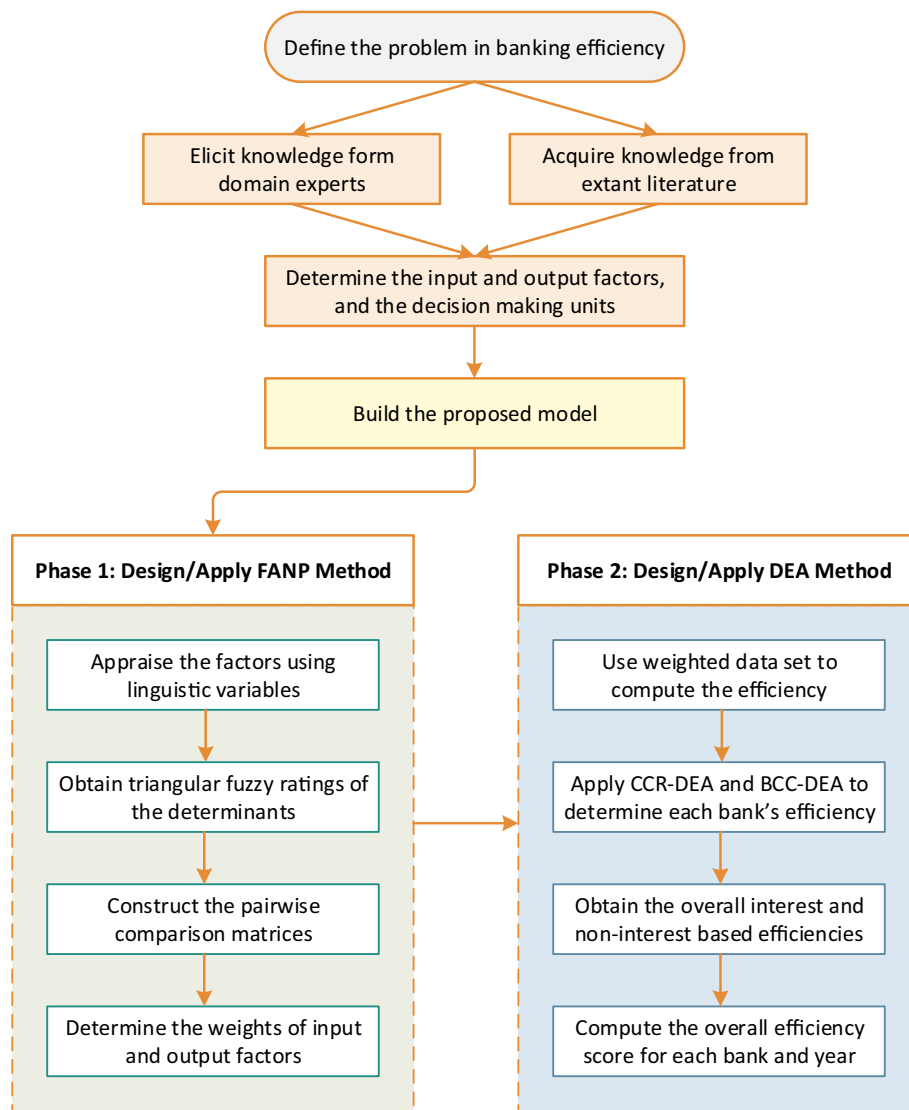 Define the problem in banking efficiency
Elicit knowledge form
domain experts
Acquire knowledge from
extant literature
Determine the input and output factors,
and the decision making units
Build the proposed model
Phase 1: Design/Apply FANP Method
Appraise the factors using
linguistic variables
Obtain triangular fuzzy ratings of
the determinants
Construct the pairwise
comparison matrices
Determine the weights of input
and output factors
Phase 2: Design/Apply DEA Method
Use weighted data set to
compute the efficiency
Apply CCR-DEA and BCC-DEA to
determine each bank’s efficiency
Obtain the overall interest and
non-interest based efficiencies
Compute the overall efficiency
score for each bank and year